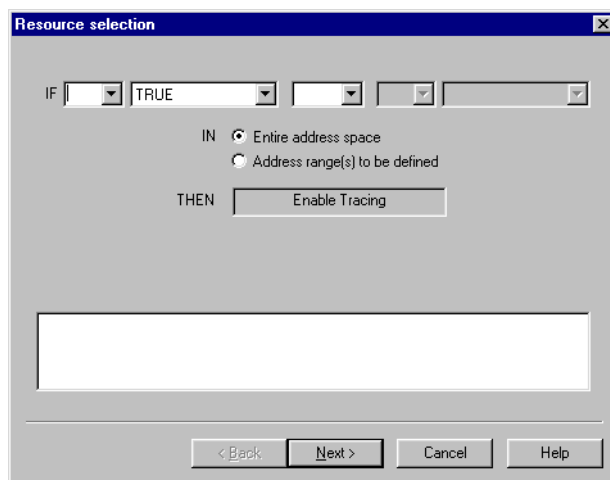 Resource selection
IF TRUE
IN Entire address space
Address range(s) to be defined
THEN Enable Tracing
< Back Next > Cancel Help